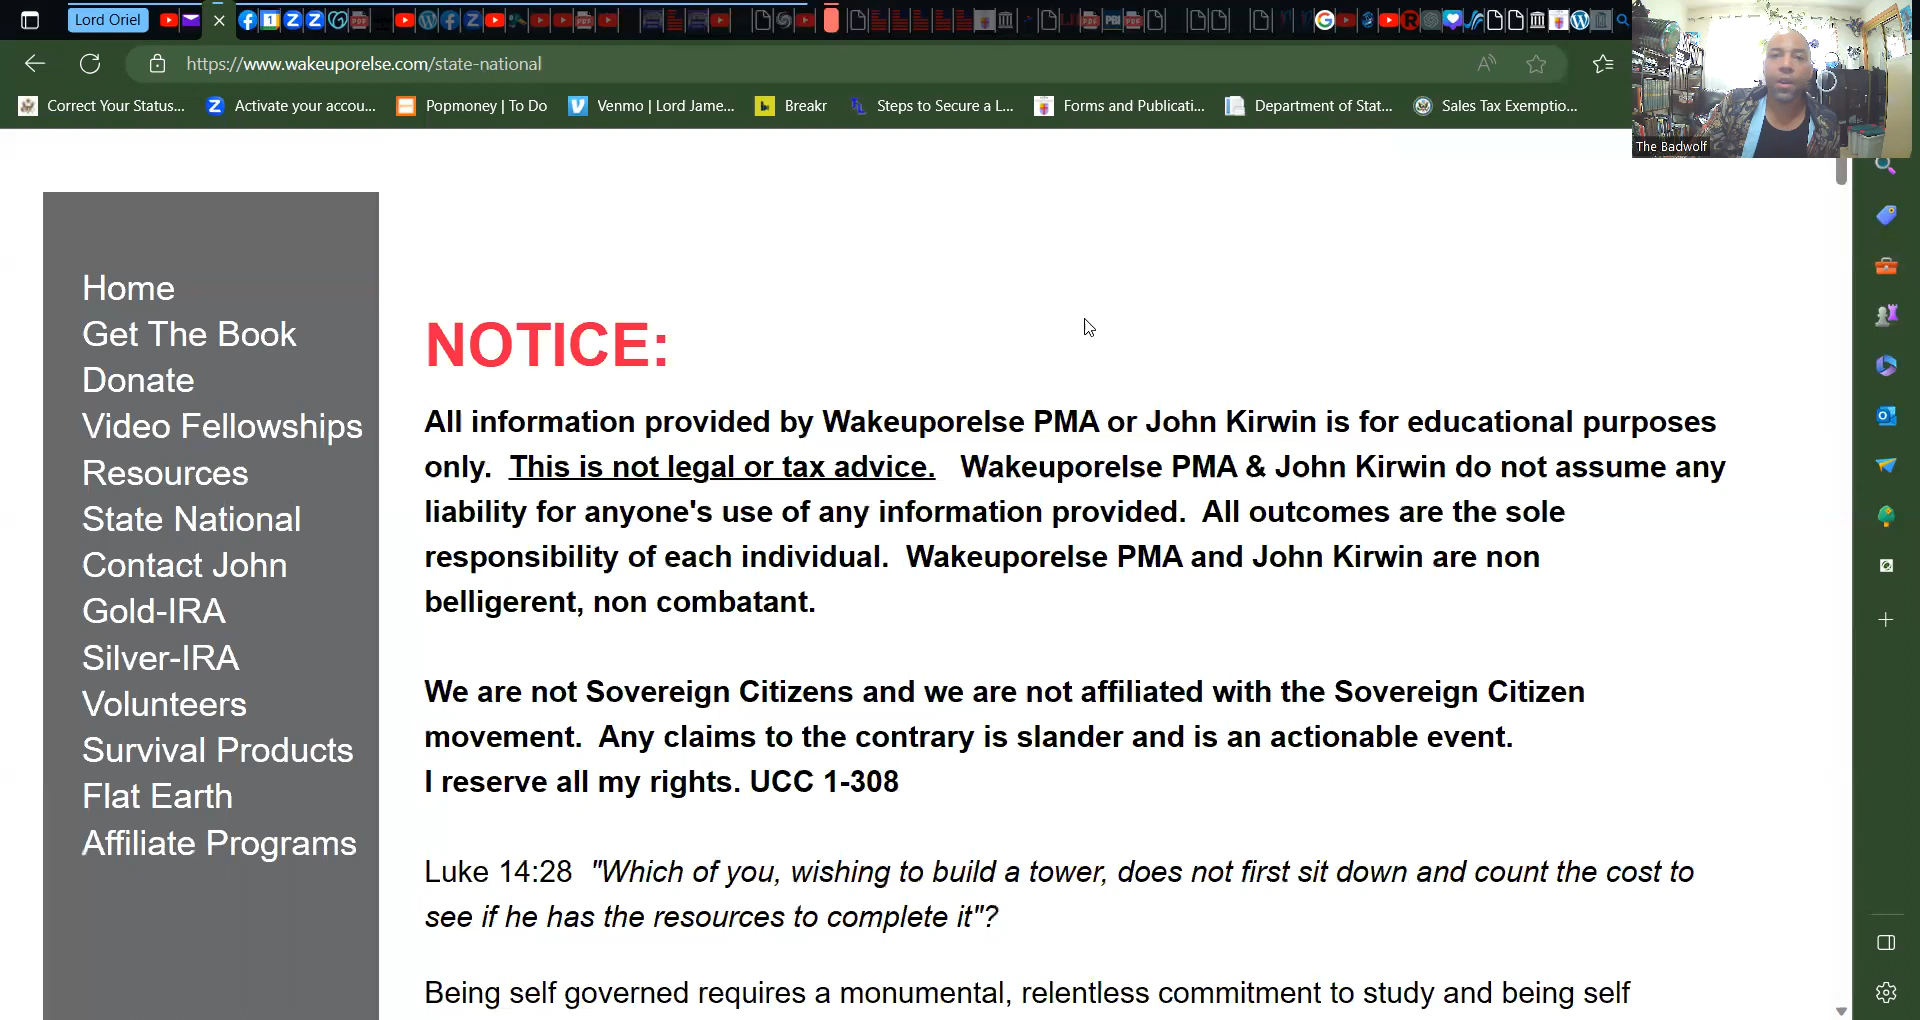 Lord Oriel
https://www.wakeuporelse.com/state-national
Correct Your Status...
Activate your accou...
Popmoney | To Do
Venmo | Lord Jame...
Breakr
Steps to Secure a L...
Forms and Publicati...
Department of Stat...
Sales Tax Exemptio...
The Badwolf
Home
Get The Book
Donate
Video Fellowships
Resources
State National
Contact John
Gold-IRA
Silver-IRA
Volunteers
Survival Products
Flat Earth
Affiliate Programs
NOTICE:
All information provided by Wakeuporelse PMA or John Kirwin is for educational purposes
only.  This is not legal or tax advice.   Wakeuporelse PMA & John Kirwin do not assume any
liability for anyone's use of any information provided.  All outcomes are the sole
responsibility of each individual.  Wakeuporelse PMA and John Kirwin are non
belligerent, non combatant.
We are not Sovereign Citizens and we are not affiliated with the Sovereign Citizen
movement.  Any claims to the contrary is slander and is an actionable event.
I reserve all my rights. UCC 1-308
Luke 14:28  "Which of you, wishing to build a tower, does not first sit down and count the cost to
see if he has the resources to complete it"?
Being self governed requires a monumental, relentless commitment to study and being self